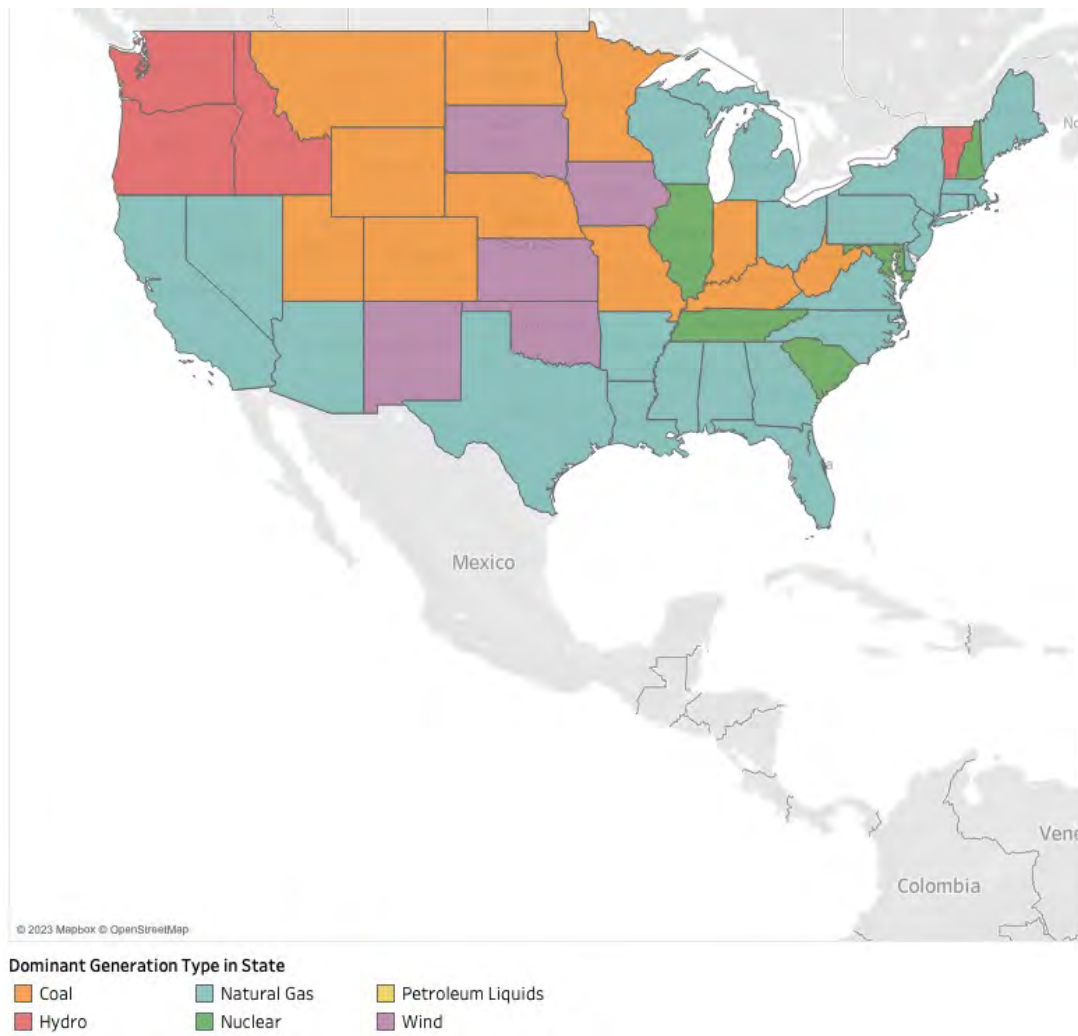 No
Mexico
Vene
Colombia
© 2023 Mapbox © OpenStreetMap
Dominant Generation Type in State
Coal
Natural Gas
Petroleum Liquids
Hydro
Nuclear
Wind